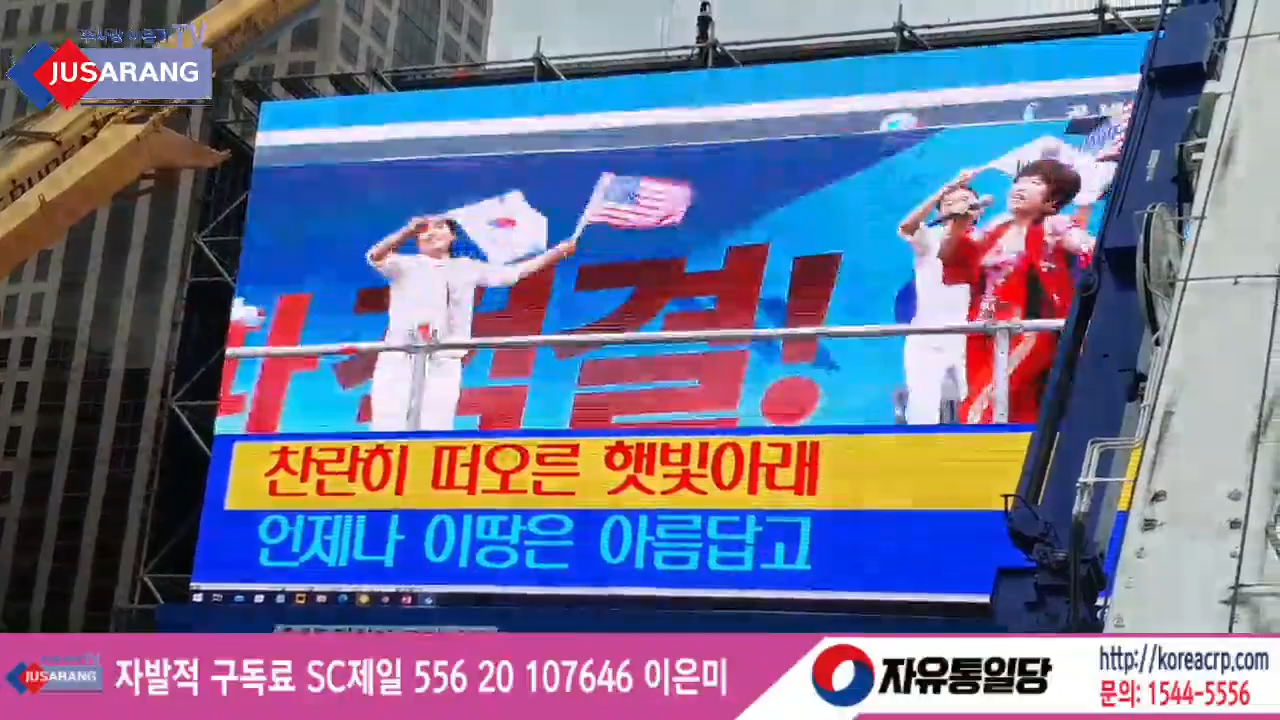 JUSARANG
결!
찬란히 떠오른 햇빛아래
언제나 이땅은 아름답고
JUSARANG
자발적 구독료 SC제일 556 20 107646 이은미
자유통일당
http://koreacrp.com
문의: 1544-5556